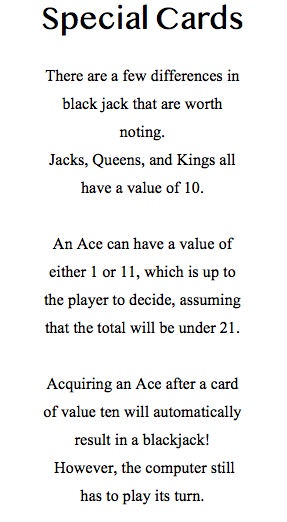 Special Cards
There are a few differences in
black jack that are worth
noting.
Jacks, Queens, and Kings all
have a value of 10.
An Ace can have a value of
either 1 or 11, which is up to
the player to decide, assuming
that the total will be under 21.
Acquiring an Ace after a card
of value ten will automatically
result in a blackjack!
However, the computer still
has to play its turn.